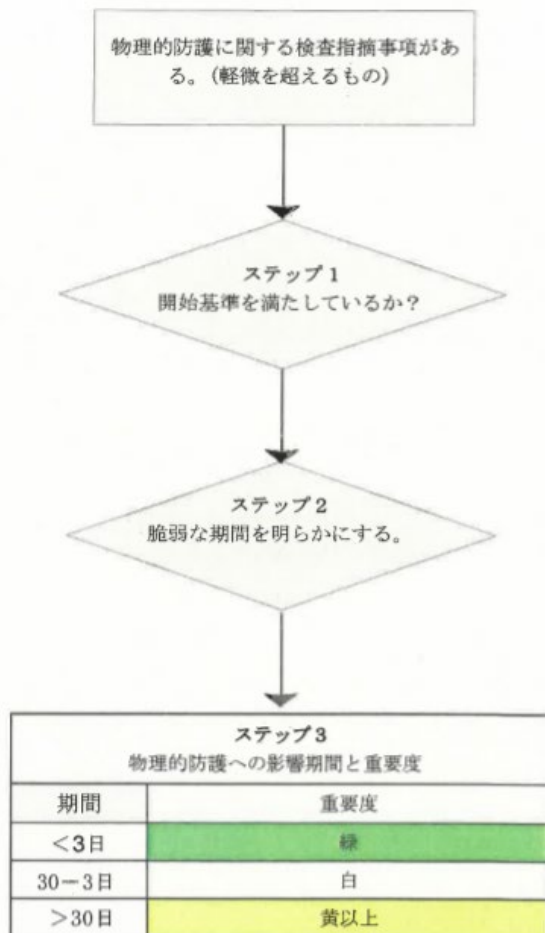 物理的防護に関する検査指摘事項があ
る。(軽微を超えるもの)
ステップ1
開始基準を満たしているか？
ステップ2
脆弱な期間を明らかにする。
ステップ3
物理的防護への影響期間と重要度
期間 重要度
<3日 緑
30－3日 白
>30日 黄以上